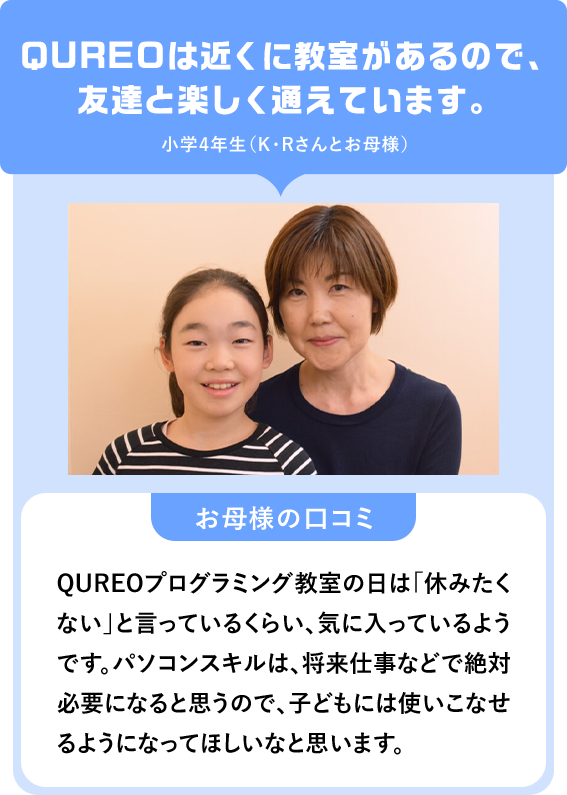 QUREOは近くに教室があるので、
友達と楽しく通えています。
小学4年生（K・Rさんとお母様）
お母様の口コミ
QUREOプログラミング教室の日は「休みたく
ない」と言っているくらい、気に入っているよう
です。パソコンスキルは、将来仕事などで絶対
必要になると思うので、子どもには使いこなせ
るようになってほしいなと思います。